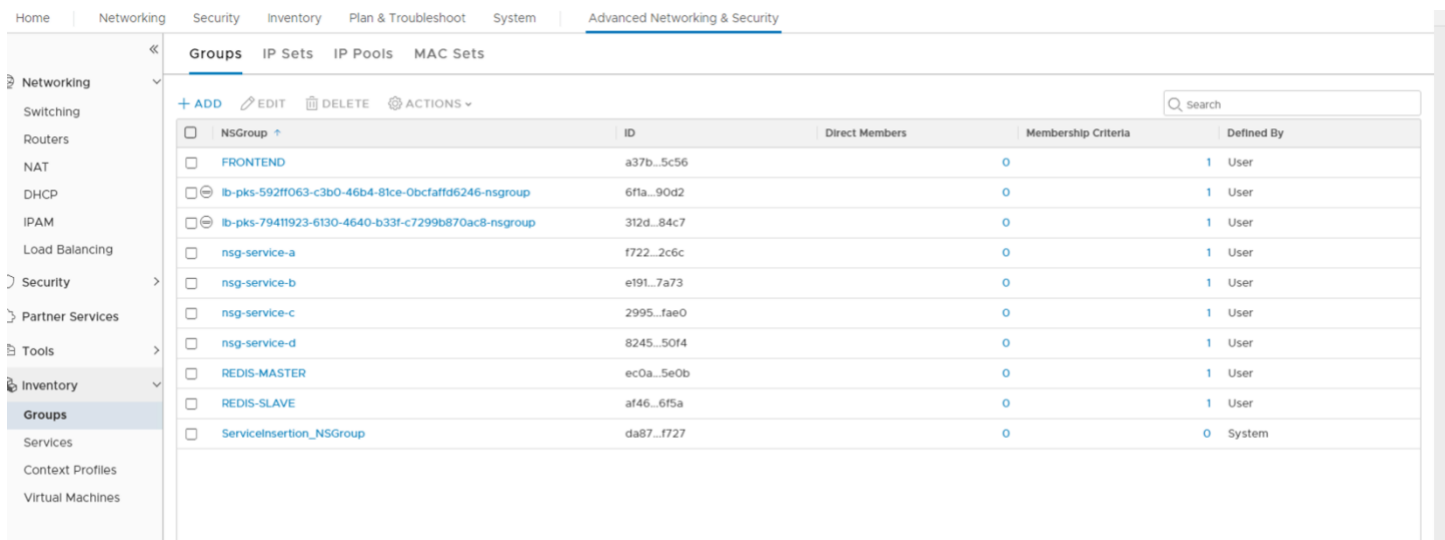 Home Networking Security Inventory Plan & Troubleshoot System Advanced Networking & Security
«
Networking
Switching
Routers
NAT
DHCP
IPAM
Load Balancing
Security
Partner Services
Tools
Inventory
Groups
Services
Context Profiles
Virtual Machines
Groups IP Sets IP Pools MAC Sets
+ ADD EDIT DELETE ACTIONS
Search
NSGroup ↑ ID Direct Members Membership Criteria Defined By
FRONTEND a37b...5c56 0 1 User
lb-pks-592ff063-c3b0-46b4-81ce-0bcfaffd6246-nsgroup 6f1a...90d2 0 1 User
lb-pks-79411923-6130-4640-b33f-c7299b870ac8-nsgroup 312d...84c7 0 1 User
nsg-service-a f722...2c6c 0 1 User
nsg-service-b e191...7a73 0 1 User
nsg-service-c 2995...fae0 0 1 User
nsg-service-d 8245...50f4 0 1 User
REDIS-MASTER ec0a...5e0b 0 1 User
REDIS-SLAVE af46...6f5a 0 1 User
ServiceInsertion_NSGroup da87...f727 0 0 System